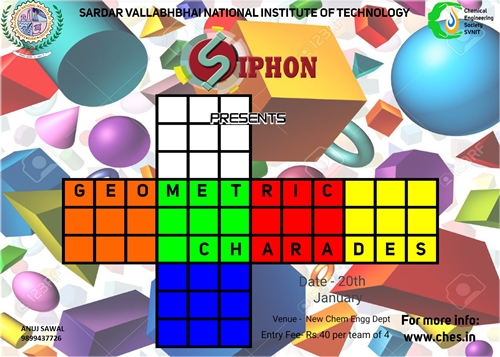 SARDAR VALLABHBHAI NATIONAL INSTITUTE OF TECHNOLOGY
Chemical
Engineering
Society
SVNIT
SIPHON
PRESENTS
GEOMETRIC
CHARADES
Date - 20th
January
Venue - New Chem Engg Dept
Entry Fee- Rs.40 per team of 4
For more info:
www.ches.in
ANUJ SAWAL
9899437726